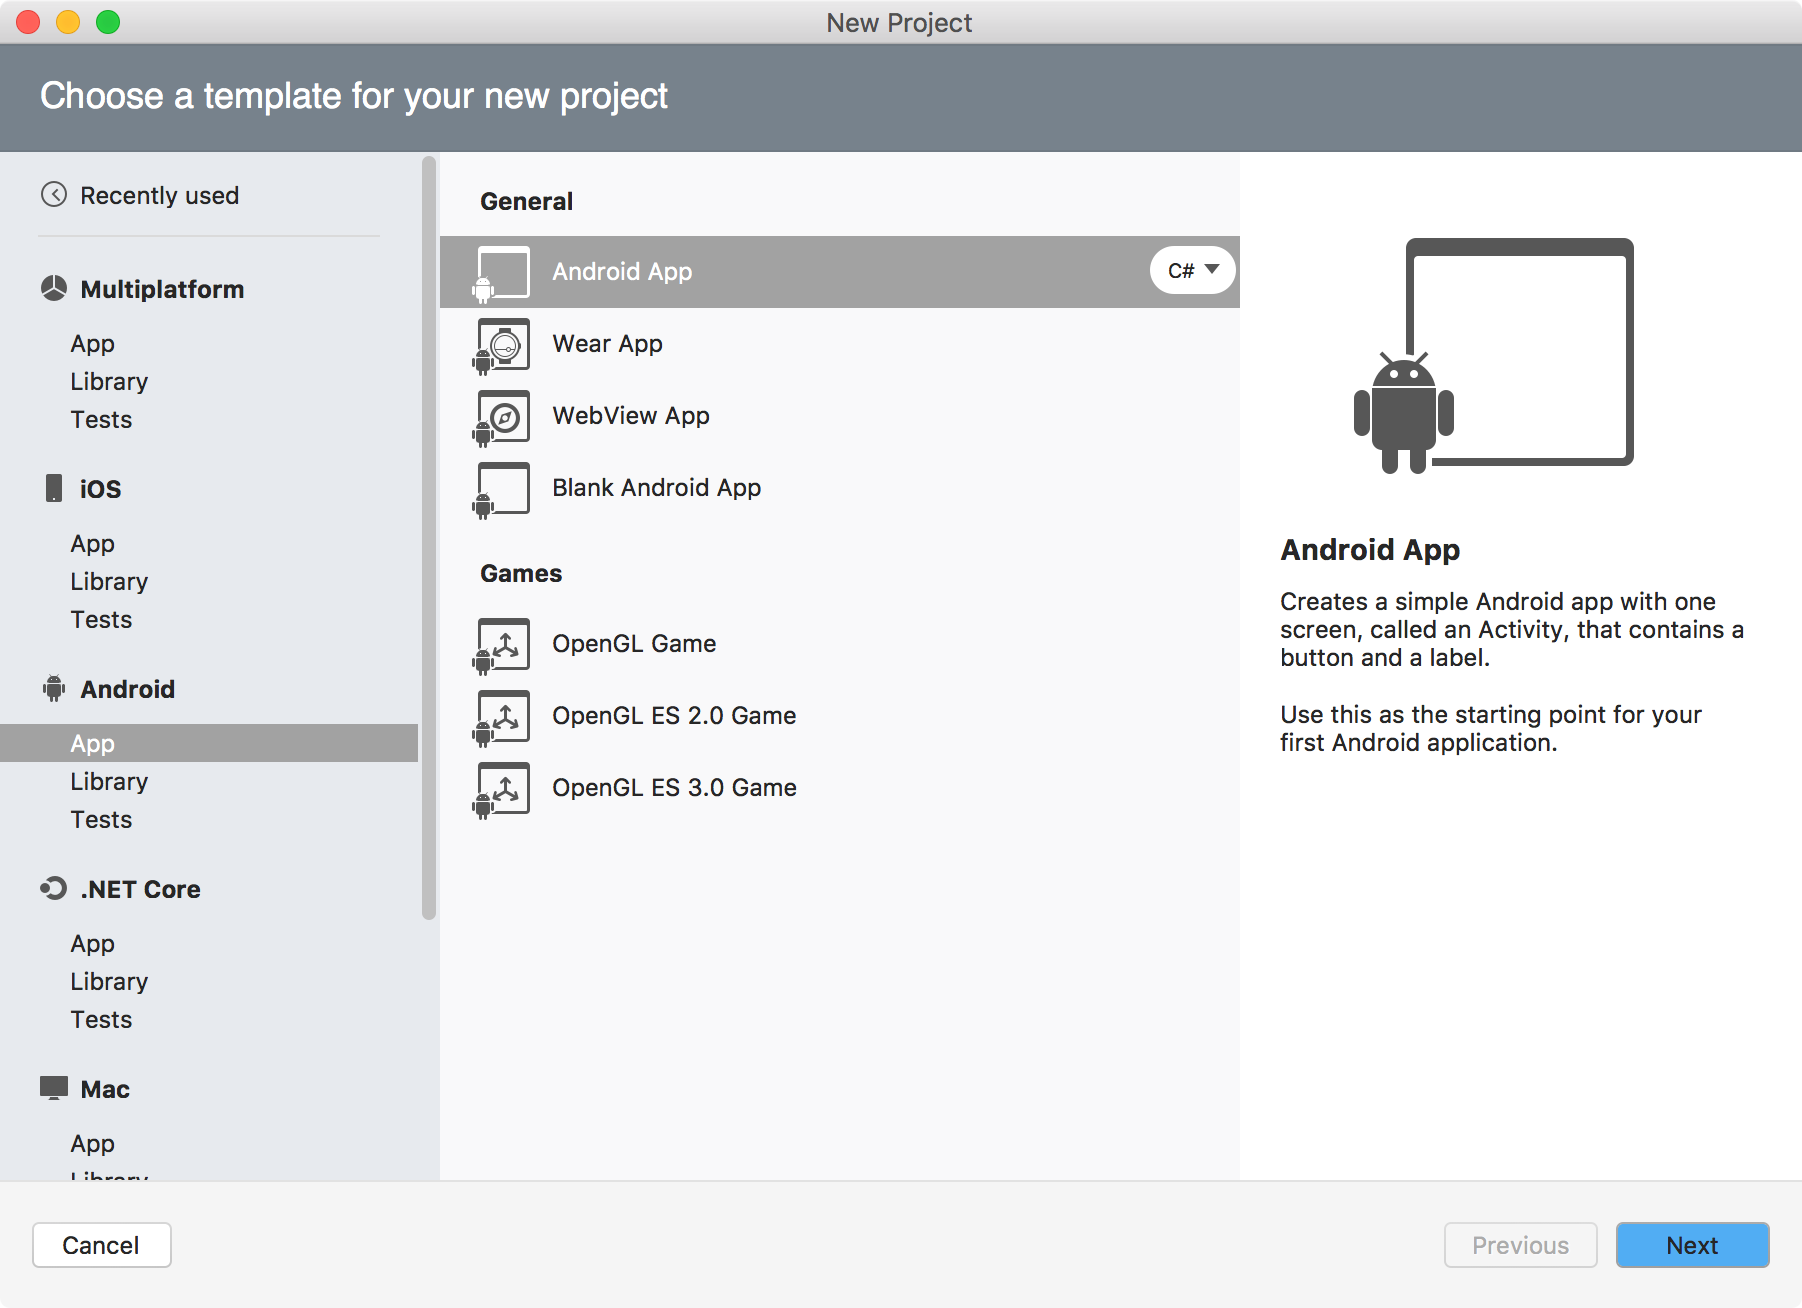 New Project
Choose a template for your new project
Recently used
Multiplatform
App
Library
Tests
iOS
App
Library
Tests
Android
App
Library
Tests
.NET Core
App
Library
Tests
Mac
App
Library
General
Android App
C#
Wear App
WebView App
Blank Android App
Games
OpenGL Game
OpenGL ES 2.0 Game
OpenGL ES 3.0 Game
Android App
Creates a simple Android app with one
screen, called an Activity, that contains a
button and a label.
Use this as the starting point for your
first Android application.
Cancel
Previous
Next